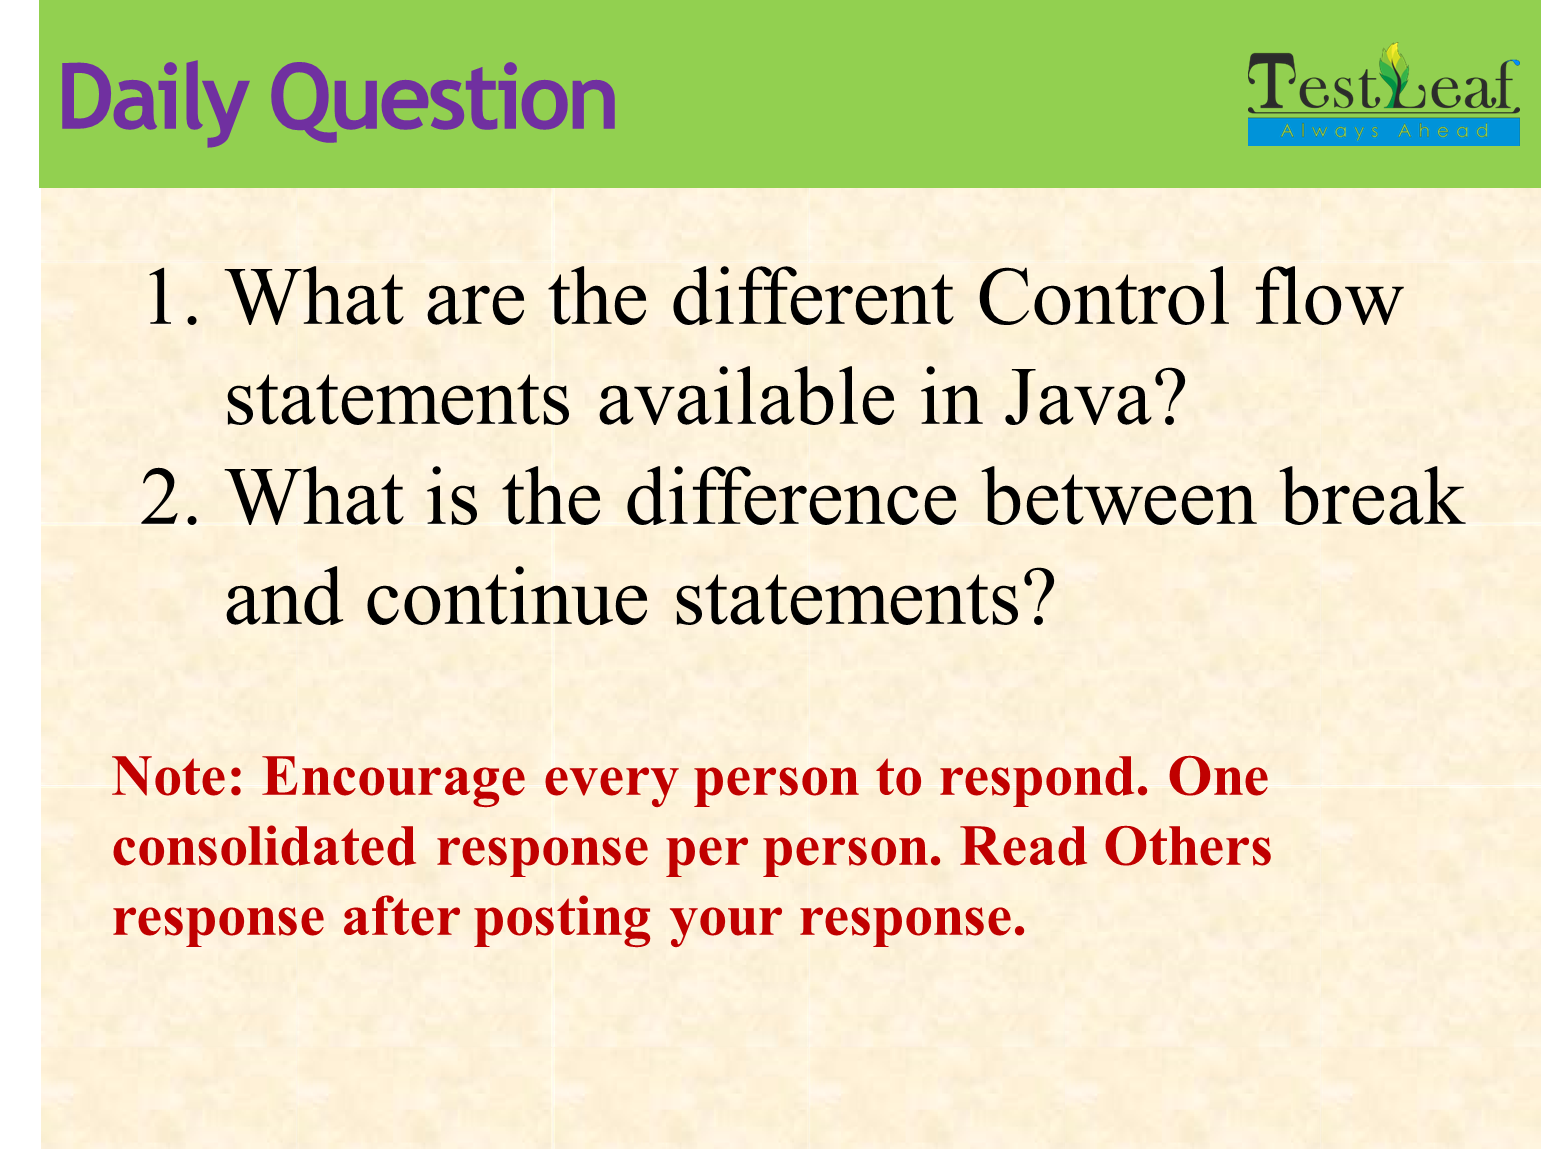 Daily Question
TestLeaf
Always Ahead
1. What are the different Control flow
statements available in Java?
2. What is the difference between break
and continue statements?
Note: Encourage every person to respond. One
consolidated response per person. Read Others
response after posting your response.